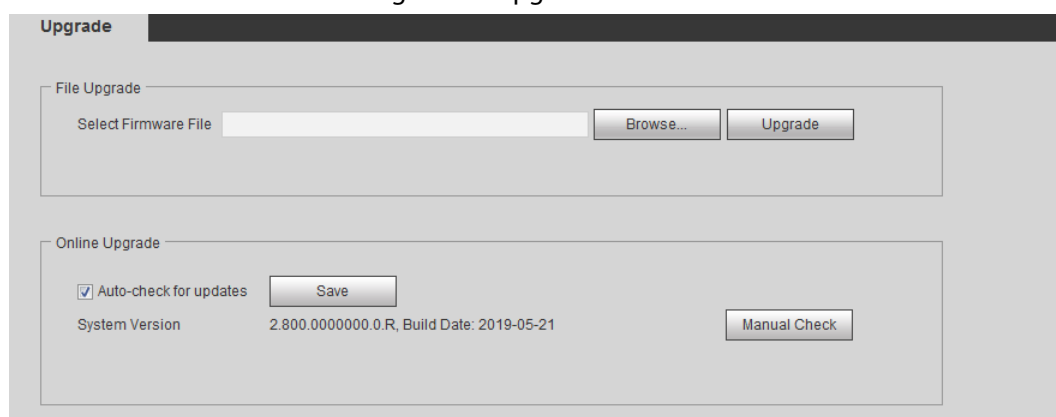 Upgrade
File Upgrade
Select Firmware File Browse... Upgrade
Online Upgrade
Auto-check for updates Save
System Version 2.800.0000000.0.R, Build Date: 2019-05-21 Manual Check